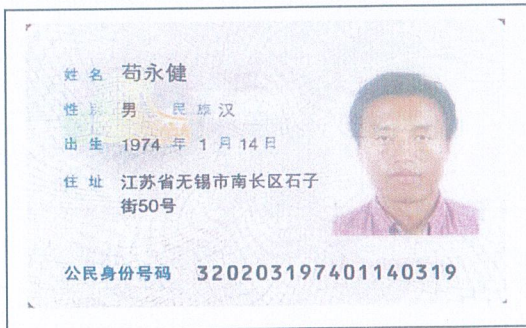 姓名 苟永健
性别 男 民族 汉
出生 1974 年 1 月 14 日
住址 江苏省无锡市南长区石子
街50号
公民身份号码 320203197401140319